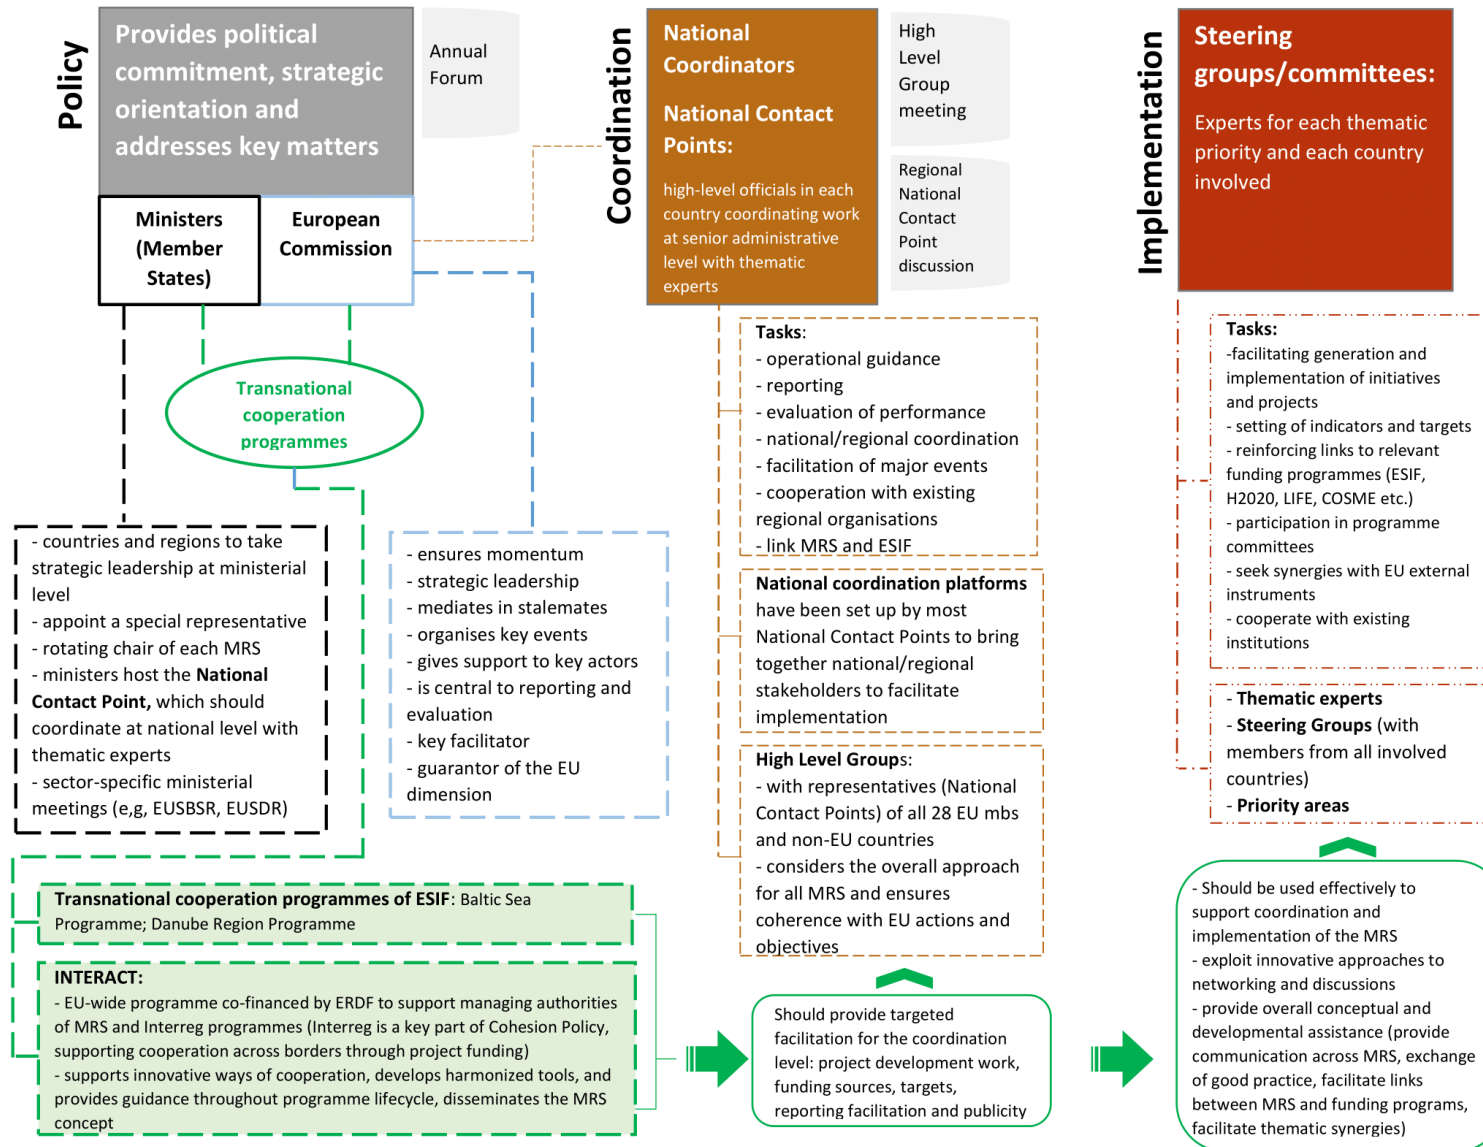 Policy
Provides political
commitment, strategic
orientation and
addresses key matters
Annual
Forum
Ministers
(Member
States)
European
Commission
Transnational
cooperation
programmes
- countries and regions to take
strategic leadership at ministerial
level
- appoint a special representative
- rotating chair of each MRS
- ministers host the National
Contact Point, which should
coordinate at national level with
thematic experts
- sector-specific ministerial
meetings (e,g, EUSBSR, EUSDR)
- ensures momentum
- strategic leadership
- mediates in stalemates
- organises key events
- gives support to key actors
- is central to reporting and
evaluation
- key facilitator
- guarantor of the EU
dimension
Transnational cooperation programmes of ESIF: Baltic Sea
Programme; Danube Region Programme
INTERACT:
- EU-wide programme co-financed by ERDF to support managing authorities
of MRS and Interreg programmes (Interreg is a key part of Cohesion Policy,
supporting cooperation across borders through project funding)
- supports innovative ways of cooperation, develops harmonized tools, and
provides guidance throughout programme lifecycle, disseminates the MRS
concept
Coordination
National
Coordinators
National Contact
Points:
high-level officials in each
country coordinating work
at senior administrative
level with thematic
experts
High
Level
Group
meeting
Regional
National
Contact
Point
discussion
Tasks:
- operational guidance
- reporting
- evaluation of performance
- national/regional coordination
- facilitation of major events
- cooperation with existing
regional organisations
- link MRS and ESIF
National coordination platforms
have been set up by most
National Contact Points to bring
together national/regional
stakeholders to facilitate
implementation
High Level Groups:
- with representatives (National
Contact Points) of all 28 EU mbs
and non-EU countries
- considers the overall approach
for all MRS and ensures
coherence with EU actions and
objectives
Should provide targeted
facilitation for the coordination
level: project development work,
funding sources, targets,
reporting facilitation and publicity
Implementation
Steering
groups/committees:
Experts for each thematic
priority and each country
involved
Tasks:
-facilitating generation and
implementation of initiatives
and projects
- setting of indicators and targets
- reinforcing links to relevant
funding programmes (ESIF,
H2020, LIFE, COSME etc.)
- participation in programme
committees
- seek synergies with EU external
instruments
- cooperate with existing
institutions
- Thematic experts
- Steering Groups (with
members from all involved
countries)
- Priority areas
- Should be used effectively to
support coordination and
implementation of the MRS
- exploit innovative approaches to
networking and discussions
- provide overall conceptual and
developmental assistance (provide
communication across MRS, exchange
of good practice, facilitate links
between MRS and funding programs,
facilitate thematic synergies)